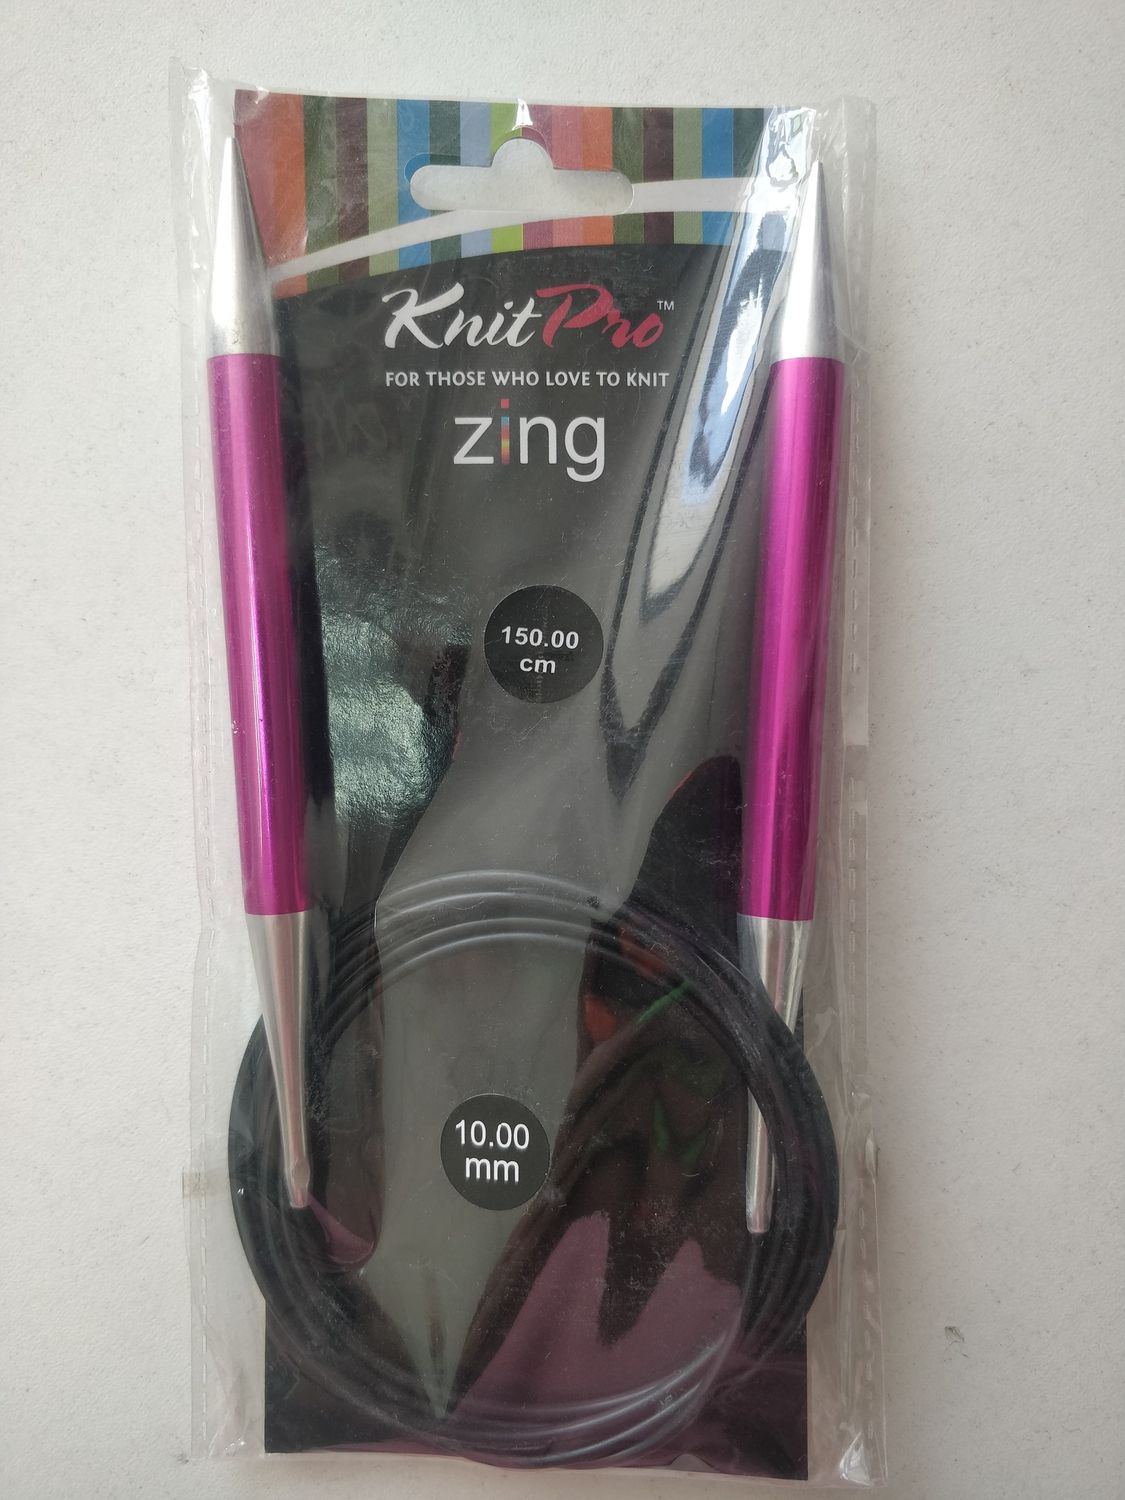 KnitPro™
FOR THOSE WHO LOVE TO KNIT
zing
150.00
cm
10.00
mm